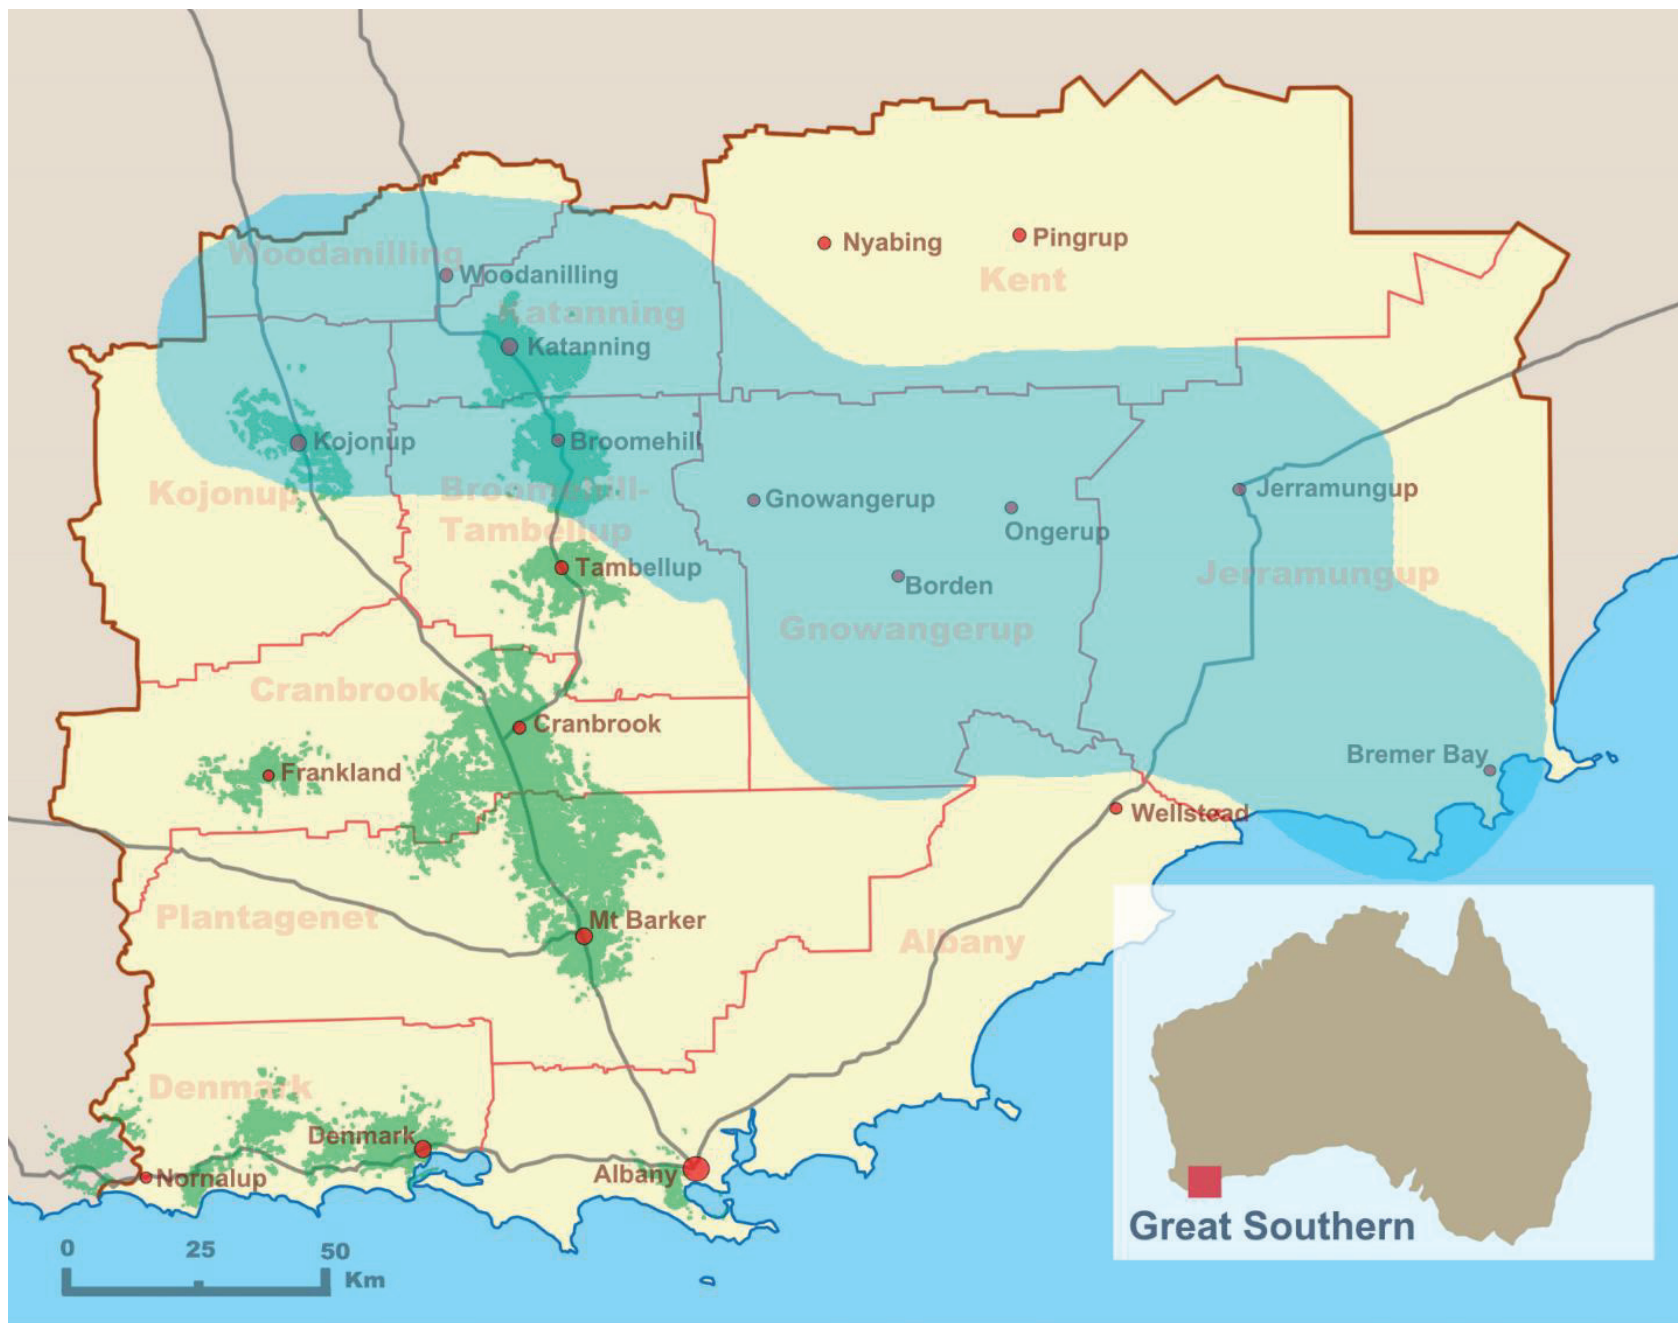 Nyabing
Pingrup
Kent
Woodanilling
Woodanilling
Katanning
Katanning
Kojonup
Broomehill
Kojonup
Broomehill-
Tambellup
Gnowangerup
Ongerup
Jerramungup
Tambellup
Borden
Jerramungup
Gnowangerup
Cranbrook
Cranbrook
Frankland
Bremer Bay
Wellstead
Plantagenet
Mt Barker
Albany
Denmark
Denmark
Nornalup
Albany
Great Southern
0 25 50
Km